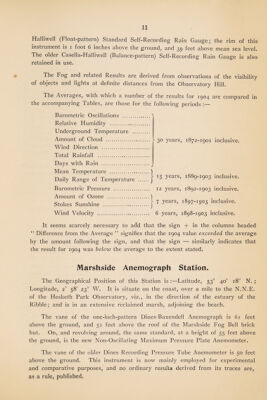 11
Halliwell (Float-pattern) Standard Self-Recording Rain Gauge; the rim of this
instrument is 1 foot 6 inches above the ground, and 39 feet above mean sea level.
The older Casella-Halliwell (Balance-pattern) Self-Recording Rain Gauge is also
retained in use.
The Fog and related Results are derived from observations of the visibility
of objects and lights at definite distances from the Observatory Hill.
The Averages, with which a number of the results for 1904 are compared in
the accompanying Tables, are those for the following periods :—
Barometric Oscillations
Relative Humidity
Underground Temperature
Amount of Cloud
Wind Direction
Total Rainfall
Days with Rain
30 years, 1872-1901 inclusive.
Mean Temperature
Daily Range of Temperature
15 years, 1889-1903 inclusive.
Barometric Pressure 12 years, 1892-1903 inclusive.
Amount of Ozone
Stokes Sunshine
7 years, 1897-1903 inclusive.
Wind Velocity 6 years, 1898-1903 inclusive.
It seems scarcely necessary to add that the sign + in the columns headed
" Difference from the Average " signifies that the 1904 value exceeded the average
by the amount following the sign, and that the sign — similarly indicates that
the result for 1904 was below the average to the extent stated.
Marshside Anemograph Station.
The Geographical Position of this Station is :—Latitude, 53° 40′ 18″ N. ;
Longitude, 2° 58′ 23″ W. It is situate on the coast, over a mile to the N.N.E.
of the Hesketh Park Observatory, viz., in the direction of the estuary of the
Ribble; and is in an extensive reclaimed marsh, adjoining the beach.
The vane of the one-inch-pattern Dines-Baxendell Anemograph is 61 feet
above the ground, and 52 feet above the roof of the Marshside Fog Bell brick
hut. On, and revolving around, the same standard, at a height of 55 feet above
the ground, is the new Non-Oscillating Maximum Pressure Plate Anemometer.
The vane of the older Dines Recording Pressure Tube Anemometer is 50 feet
above the ground. This instrument is now mainly employed for experimental
and comparative purposes, and no ordinary results derived from its traces are,
as a rule, published.